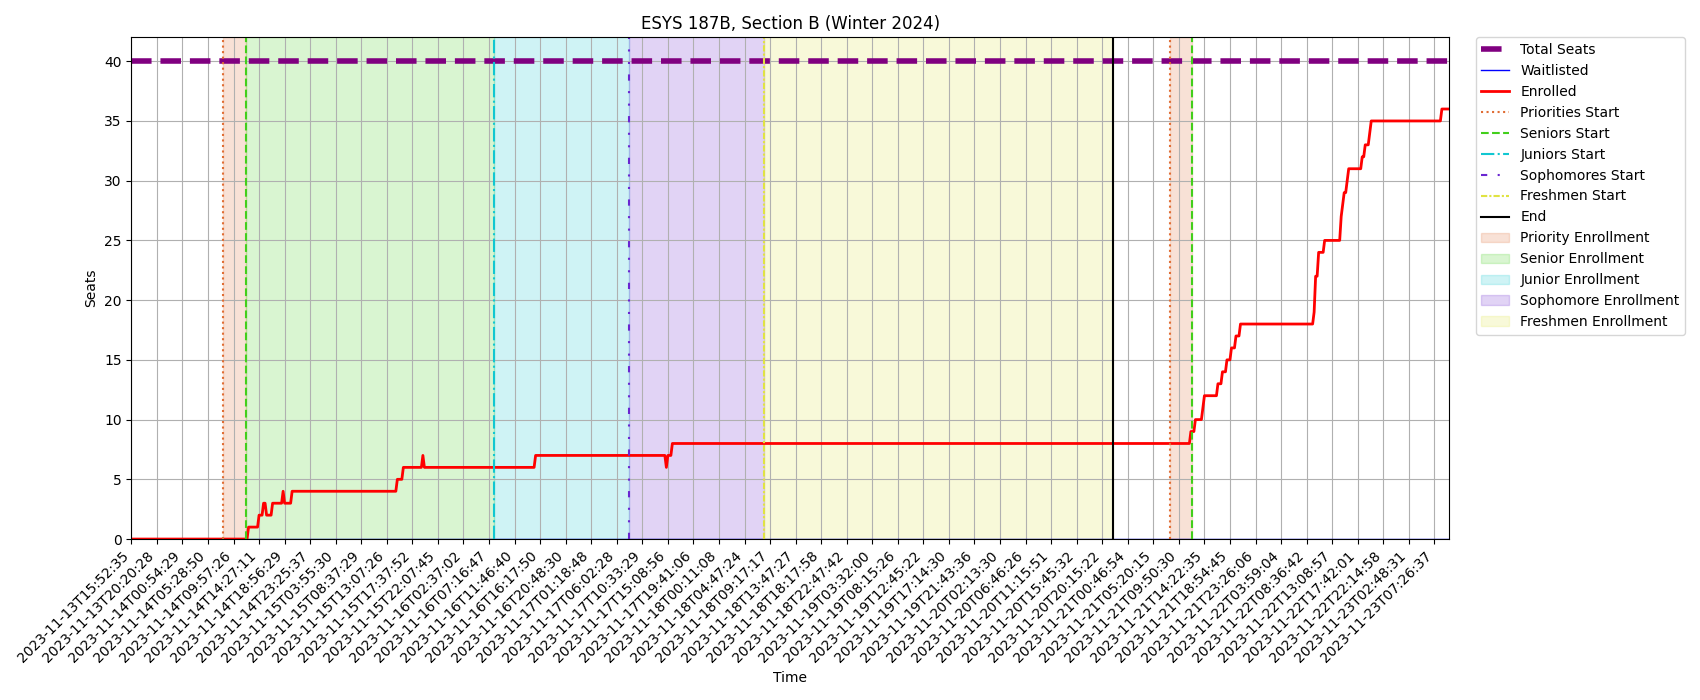 ESYS 187B, Section B (Winter 2024)
Seats
40
35
30
25
20
15
10
5
0
2023-11-13T15:52:35
2023-11-13T20:20:28
2023-11-14T00:54:29
2023-11-14T05:28:50
2023-11-14T09:57:26
2023-11-14T14:27:11
2023-11-14T18:56:29
2023-11-14T23:25:37
2023-11-15T03:55:30
2023-11-15T08:37:29
2023-11-15T13:07:26
2023-11-15T17:37:52
2023-11-15T22:07:45
2023-11-16T02:37:02
2023-11-16T07:16:47
2023-11-16T11:46:40
2023-11-16T16:17:50
2023-11-16T20:48:30
2023-11-17T01:18:48
2023-11-17T06:02:28
2023-11-17T10:33:29
2023-11-17T15:08:56
2023-11-17T19:41:06
2023-11-18T00:11:08
2023-11-18T04:47:24
2023-11-18T09:17:17
2023-11-18T13:47:27
2023-11-18T18:17:58
2023-11-18T22:47:42
2023-11-19T03:32:00
2023-11-19T08:15:26
2023-11-19T12:45:22
2023-11-19T17:14:30
2023-11-19T21:43:36
2023-11-20T02:13:30
2023-11-20T06:46:26
2023-11-20T11:15:51
2023-11-20T15:45:32
2023-11-20T20:15:22
2023-11-21T00:46:54
2023-11-21T05:20:15
2023-11-21T09:50:30
2023-11-21T14:22:35
2023-11-21T18:54:45
2023-11-21T23:26:06
2023-11-22T03:59:04
2023-11-22T08:36:42
2023-11-22T13:08:57
2023-11-22T17:42:01
2023-11-22T22:14:58
2023-11-23T02:48:31
2023-11-23T07:26:37
Time
Total Seats
Waitlisted
Enrolled
Priorities Start
Seniors Start
Juniors Start
Sophomores Start
Freshmen Start
End
Priority Enrollment
Senior Enrollment
Junior Enrollment
Sophomore Enrollment
Freshmen Enrollment